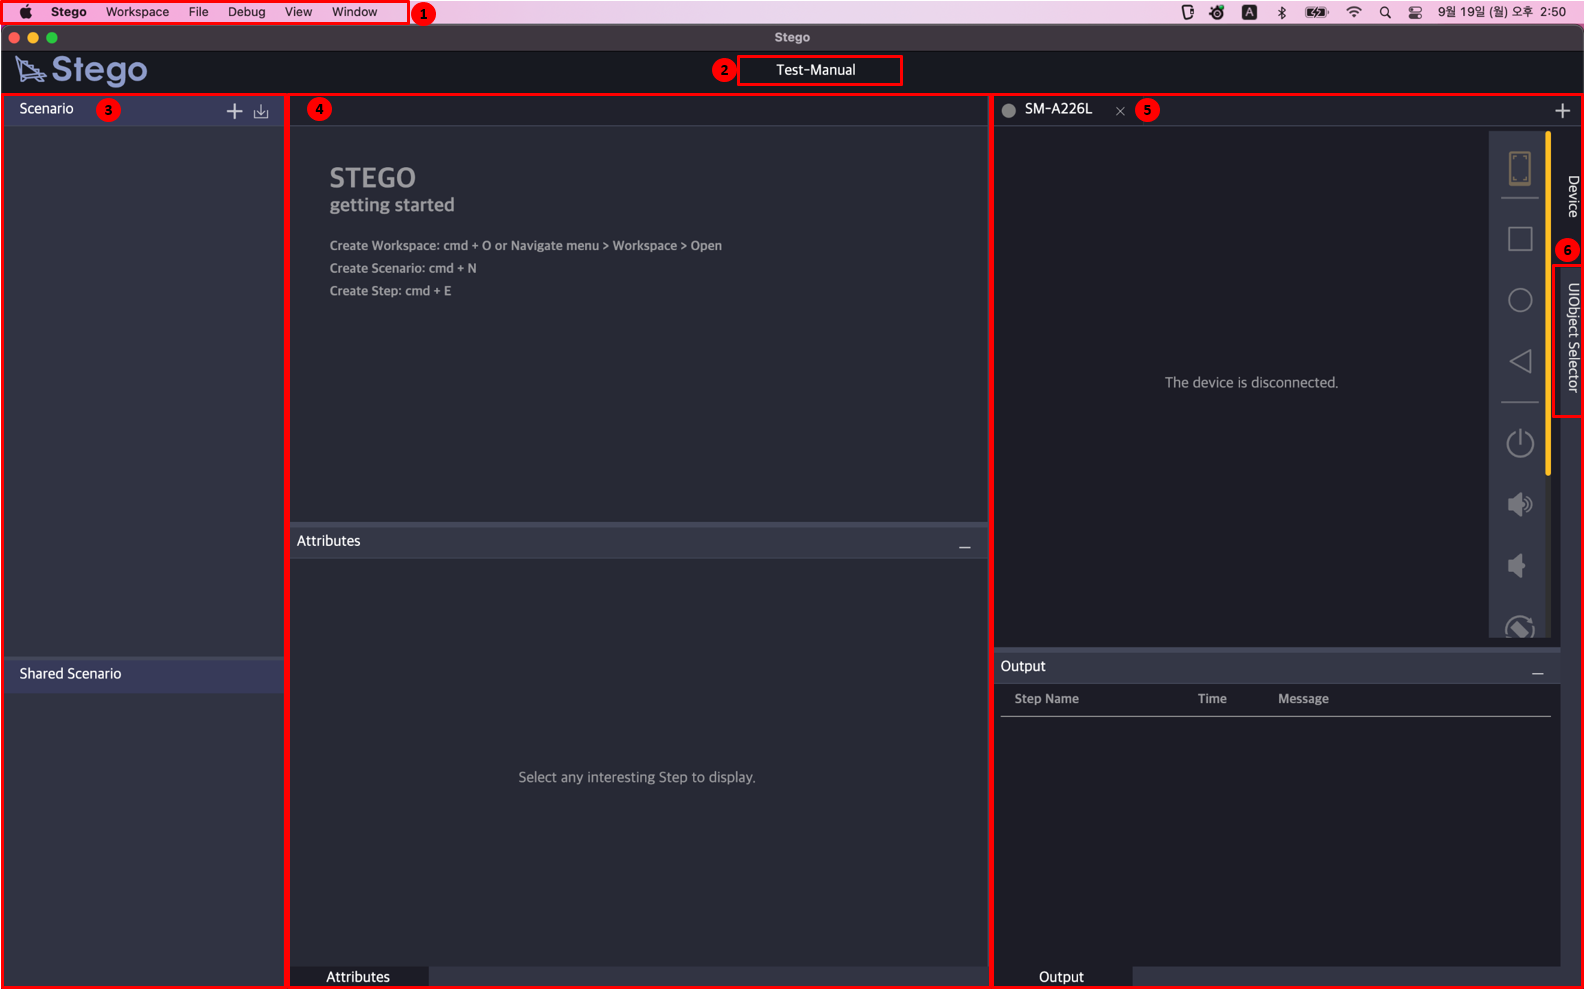 Stego Workspace File Debug View Window 1
A 9월 19일 (월) 오후 2:50
Stego
Stego
2 Test-Manual
Scenario 3
4
STEGO
getting started
Create Workspace: cmd + O or Navigate menu > Workspace > Open
Create Scenario: cmd + N
Create Step: cmd + E
Attributes
Select any interesting Step to display.
Attributes
Shared Scenario
SM-A226L 5
The device is disconnected.
Device
6
UIObject Selector
Output
Step Name Time Message
Output